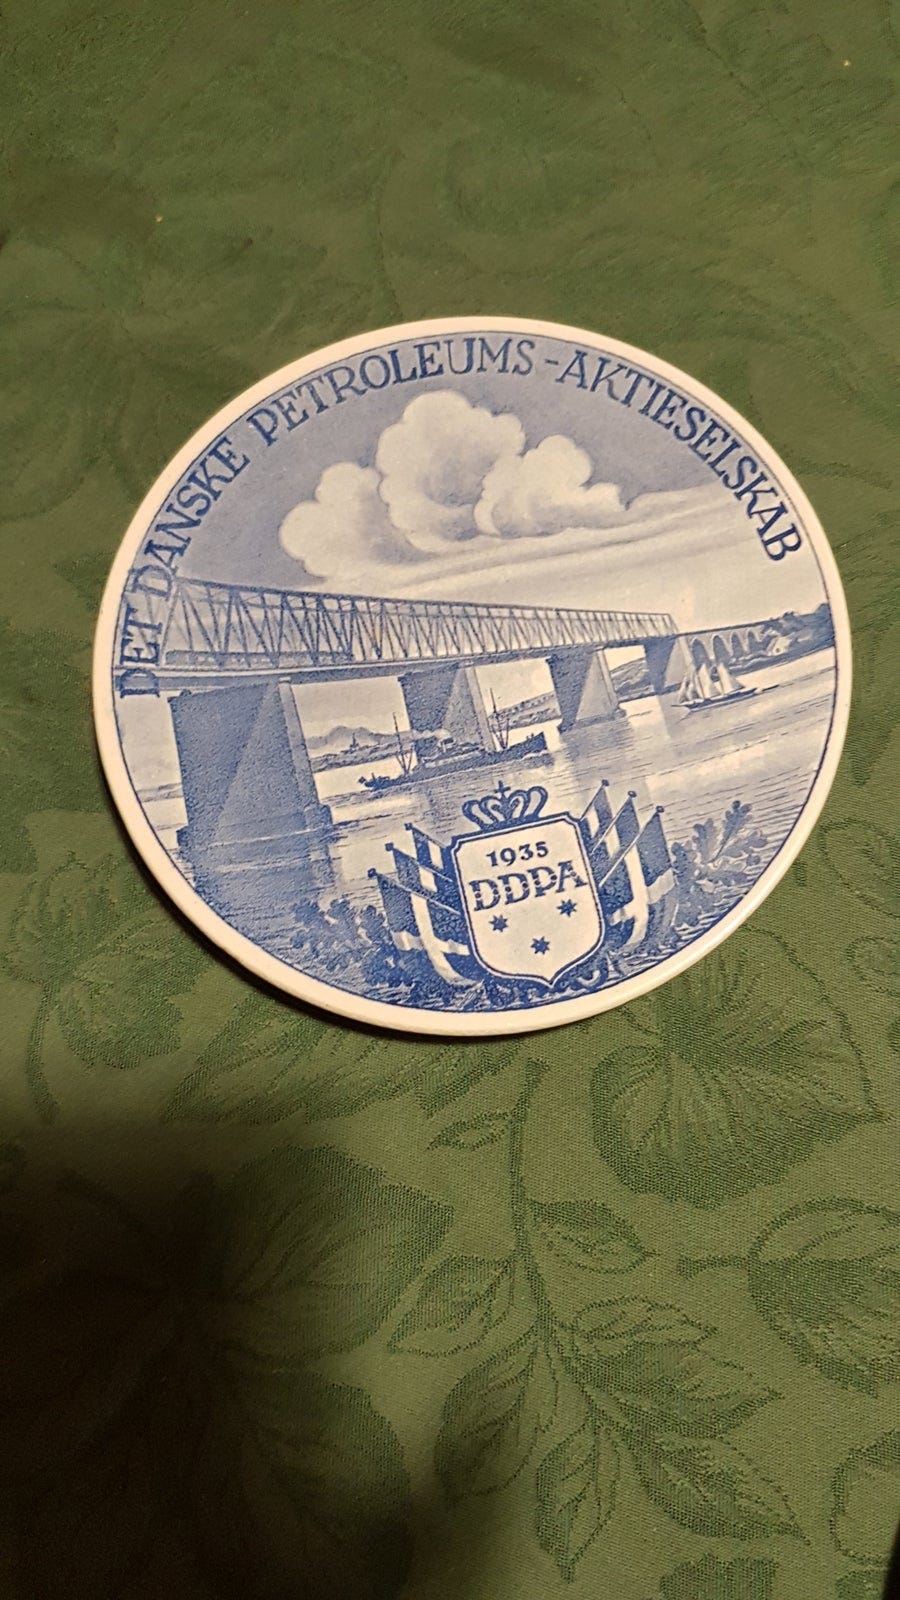 DET DANSKE PETROLEUMS-AKTIESELSKAB
1935
DDPA